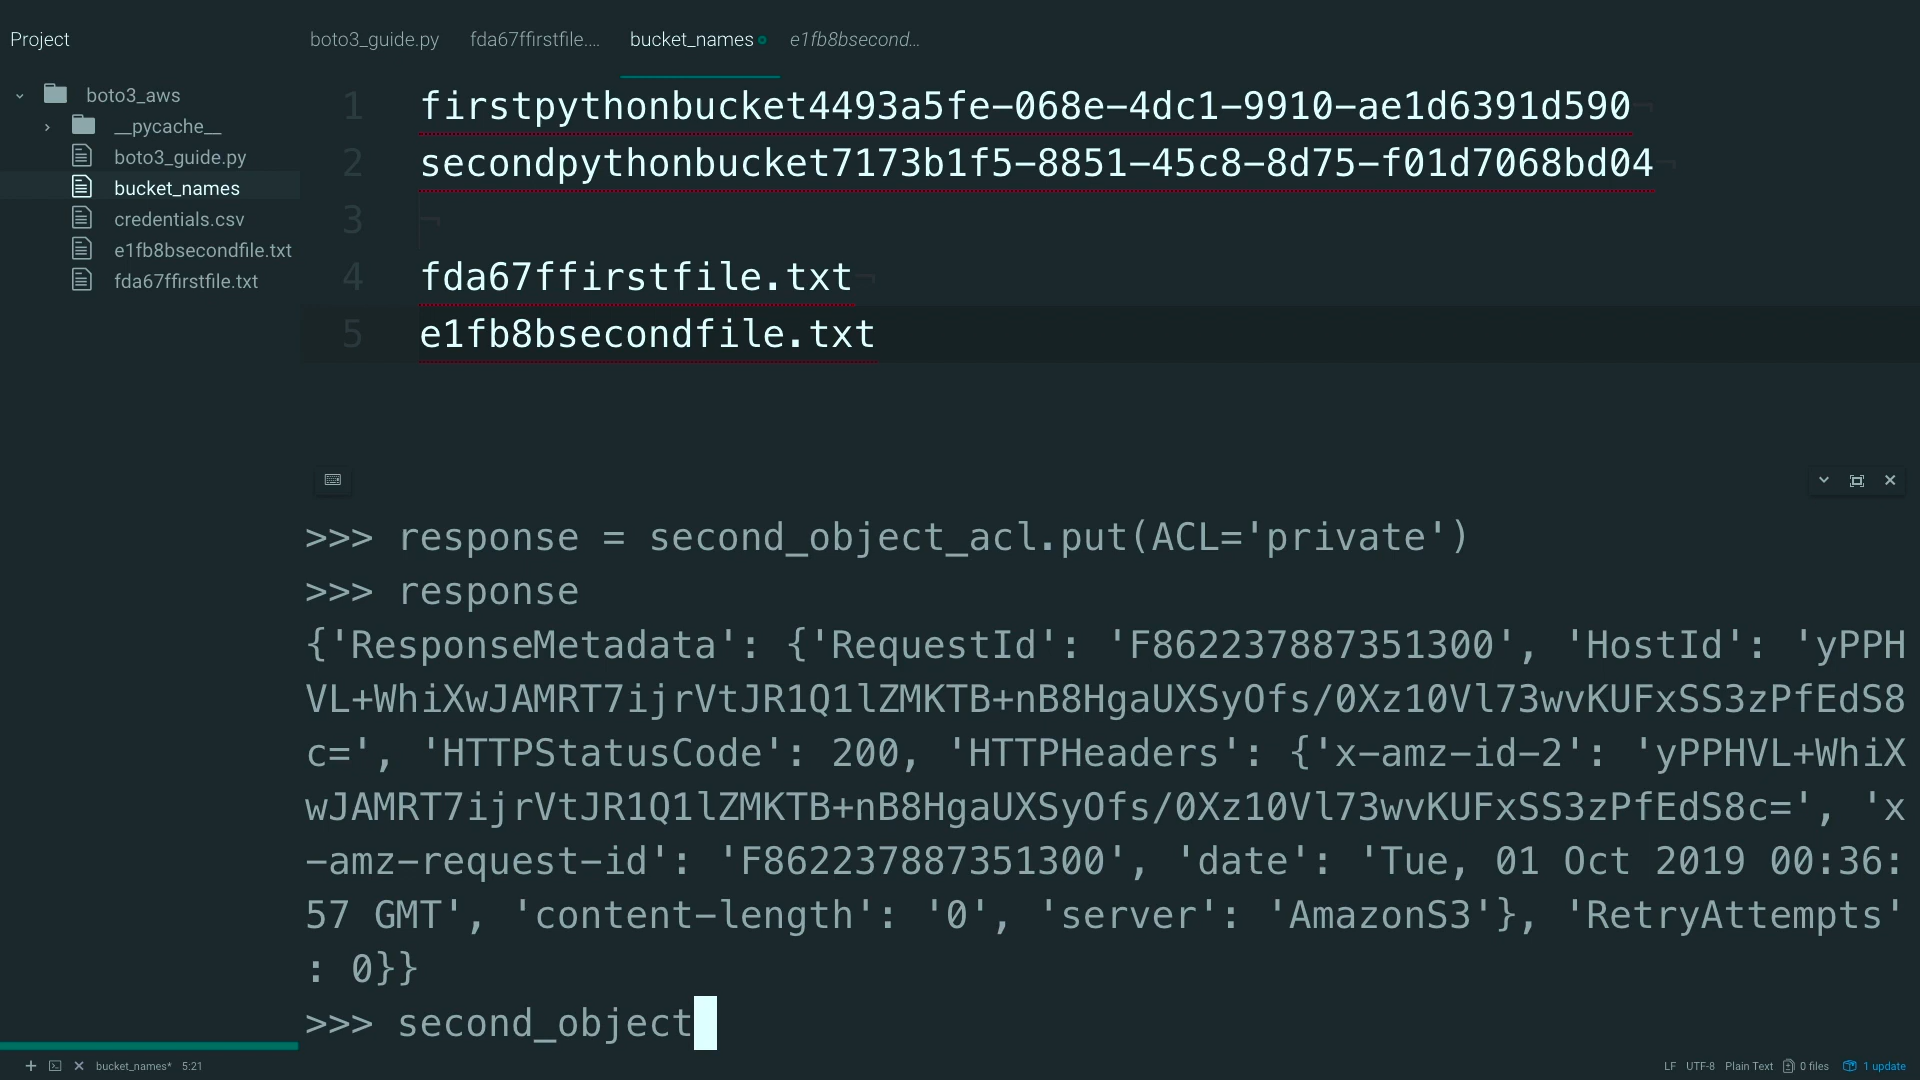 Project
boto3_guide.py fda67ffirstfile.... bucket_names e1fb8bsecond...
boto3_aws
__pycache__
boto3_guide.py
bucket_names
credentials.csv
e1fb8bsecondfile.txt
fda67ffirstfile.txt
1 firstpythonbucket4493a5fe-068e-4dc1-9910-ae1d6391d590
2 secondpythonbucket7173b1f5-8851-45c8-8d75-f01d7068bd04
3
4 fda67ffirstfile.txt
5 e1fb8bsecondfile.txt
>>> response = second_object_acl.put(ACL='private')
>>> response
{'ResponseMetadata': {'RequestId': 'F862237887351300', 'HostId': 'yPPH
VL+WhiXwJAMRT7ijrVtJR1Q1lZMKTB+nB8HgaUXSyOfs/0Xz10Vl73wvKUFxSS3zPfEdS8
c=', 'HTTPStatusCode': 200, 'HTTPHeaders': {'x-amz-id-2': 'yPPHVL+WhiX
wJAMRT7ijrVtJR1Q1lZMKTB+nB8HgaUXSyOfs/0Xz10Vl73wvKUFxSS3zPfEdS8c=', 'x
-amz-request-id': 'F862237887351300', 'date': 'Tue, 01 Oct 2019 00:36:
57 GMT', 'content-length': '0', 'server': 'AmazonS3'}, 'RetryAttempts'
: 0}}
>>> second_object
bucket_names* 5:21 LF UTF-8 Plain Text 0 files 1 update